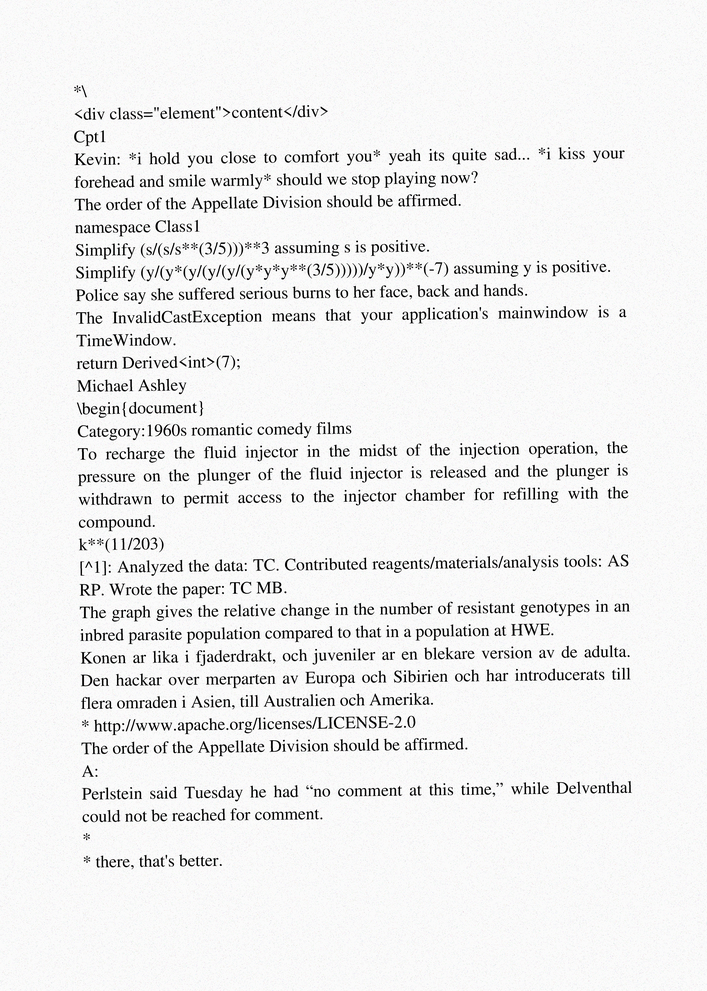 *\
<div class="element">content</div>
Cpt1
Kevin: *i hold you close to comfort you* yeah its quite sad... *i kiss your
forehead and smile warmly* should we stop playing now?
The order of the Appellate Division should be affirmed.
namespace Class1
Simplify (s/(s/s**(3/5)))**3 assuming s is positive.
Simplify (y/(y*(y/(y/(y/(y*y*y**(3/5)))))/y*y))**(-7) assuming y is positive.
Police say she suffered serious burns to her face, back and hands.
The InvalidCastException means that your application's mainwindow is a
TimeWindow.
return Derived<int>(7);
Michael Ashley
\begin{document}
Category:1960s romantic comedy films
To recharge the fluid injector in the midst of the injection operation, the
pressure on the plunger of the fluid injector is released and the plunger is
withdrawn to permit access to the injector chamber for refilling with the
compound.
k**(11/203)
[^1]: Analyzed the data: TC. Contributed reagents/materials/analysis tools: AS
RP. Wrote the paper: TC MB.
The graph gives the relative change in the number of resistant genotypes in an
inbred parasite population compared to that in a population at HWE.
Konen ar lika i fjaderdrakt, och juveniler ar en blekare version av de adulta.
Den hackar over merparten av Europa och Sibirien och har introducerats till
flera omraden i Asien, till Australien och Amerika.
* http://www.apache.org/licenses/LICENSE-2.0
The order of the Appellate Division should be affirmed.
A:
Perlstein said Tuesday he had “no comment at this time,” while Delventhal
could not be reached for comment.
*
* there, that's better.